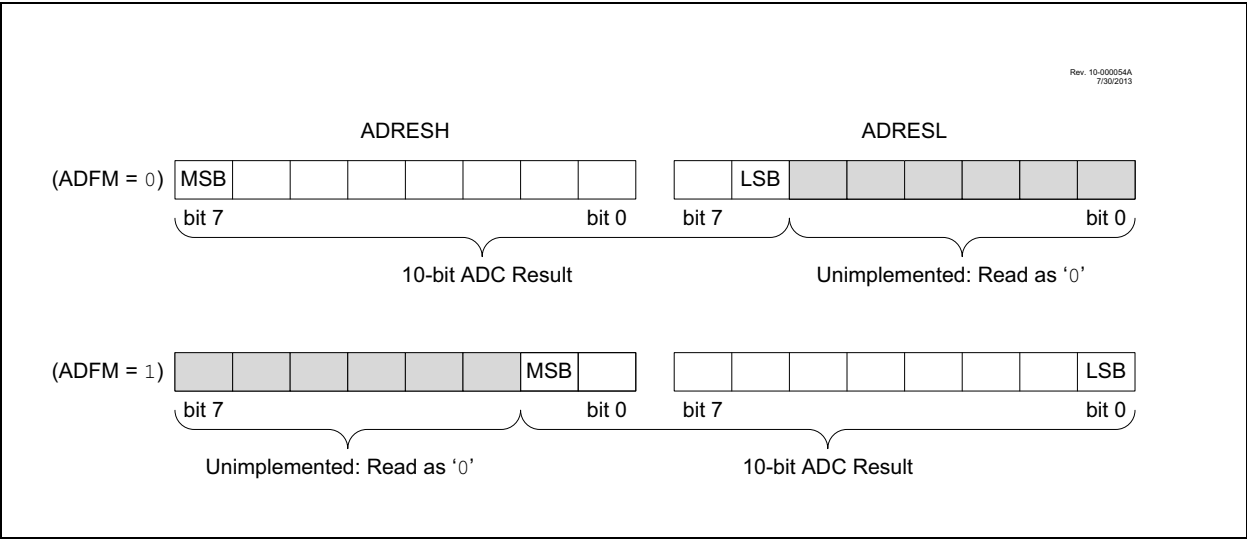 Rev. 10-000054A
7/30/2013
ADRESH ADRESL
(ADFM = 0) MSB LSB
bit 7 bit 0 bit 7 bit 0
10-bit ADC Result Unimplemented: Read as ‘0’
(ADFM = 1) MSB LSB
bit 7 bit 0 bit 7 bit 0
Unimplemented: Read as ‘0’ 10-bit ADC Result